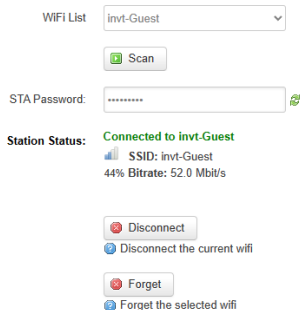 WiFi List invt-Guest
Scan
STA Password: •••••••••
Station Status: Connected to invt-Guest
SSID: invt-Guest
44% Bitrate: 52.0 Mbit/s
Disconnect
Disconnect the current wifi
Forget
Forget the selected wifi